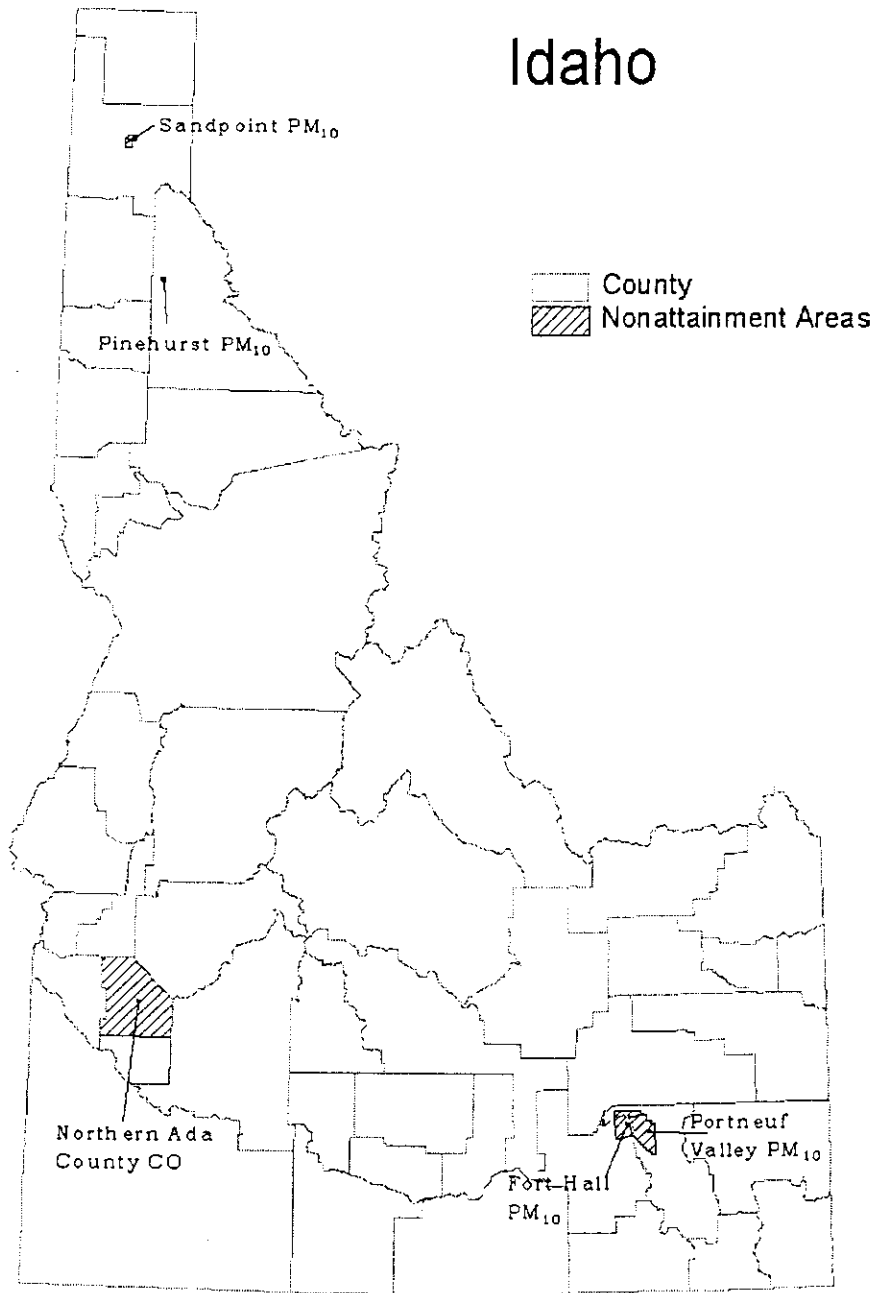 Idaho
Sandpoint PM₁₀
County
Nonattainment Areas
Pinehurst PM₁₀
Northern Ada
County CO
Portneuf
Valley PM₁₀
Fort Hall
PM₁₀